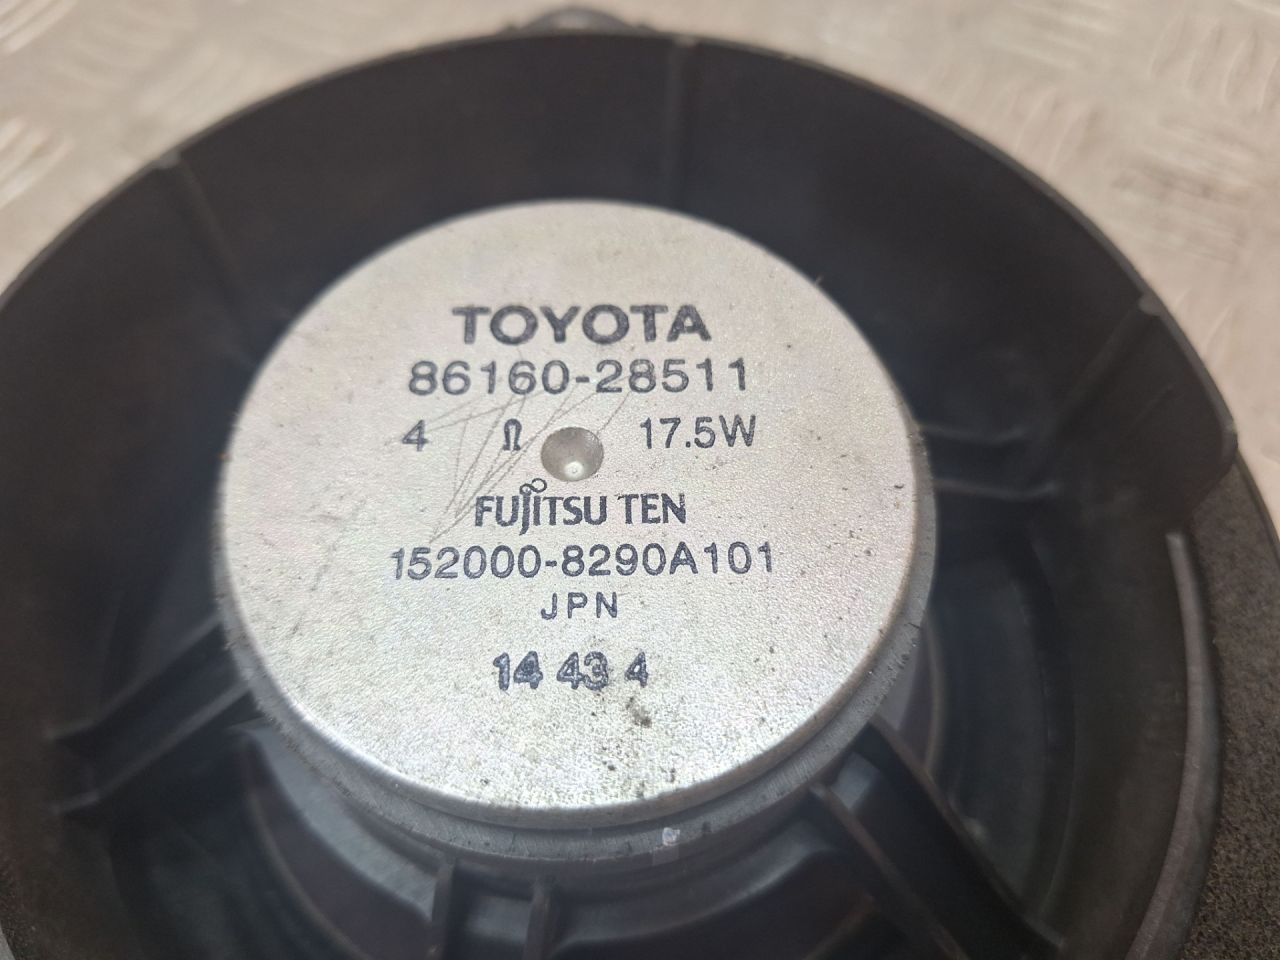 TOYOTA
86160-28511
4 Ω 17.5W
FUJITSU TEN
152000-8290A101
JPN
14 43 4